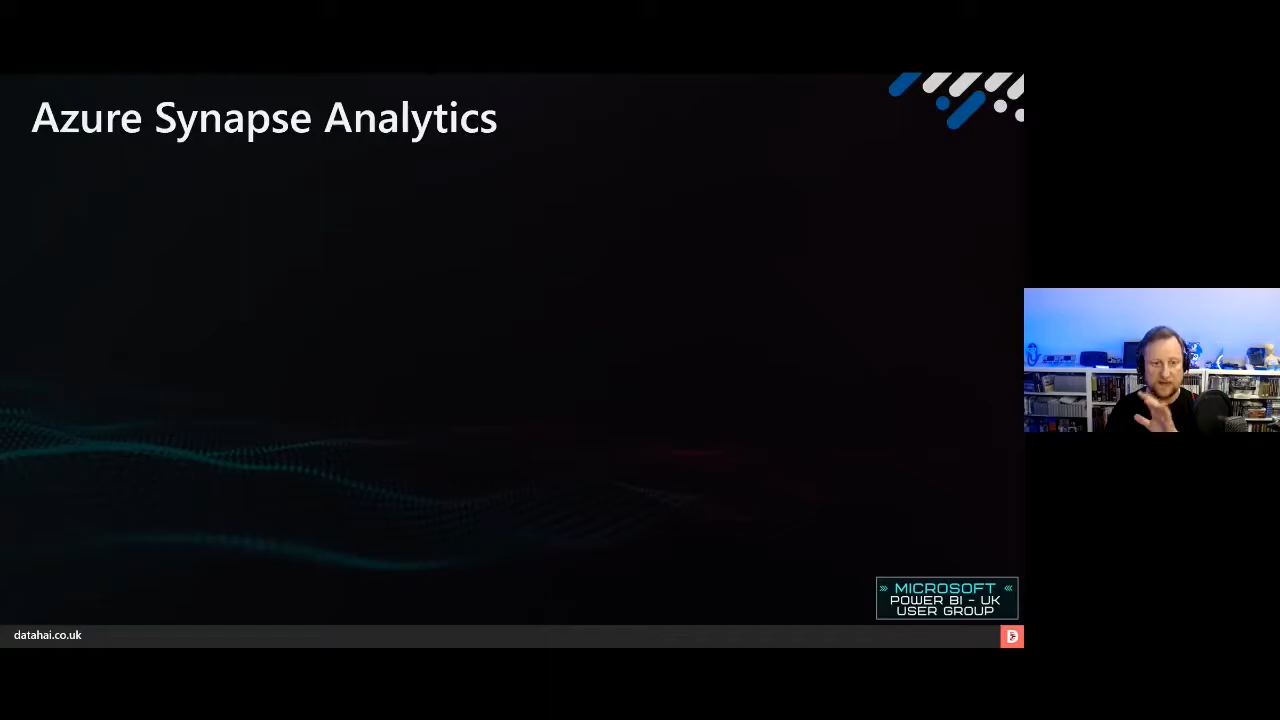 Azure Synapse Analytics
» MICROSOFT «
POWER BI - UK
USER GROUP
datahai.co.uk
D